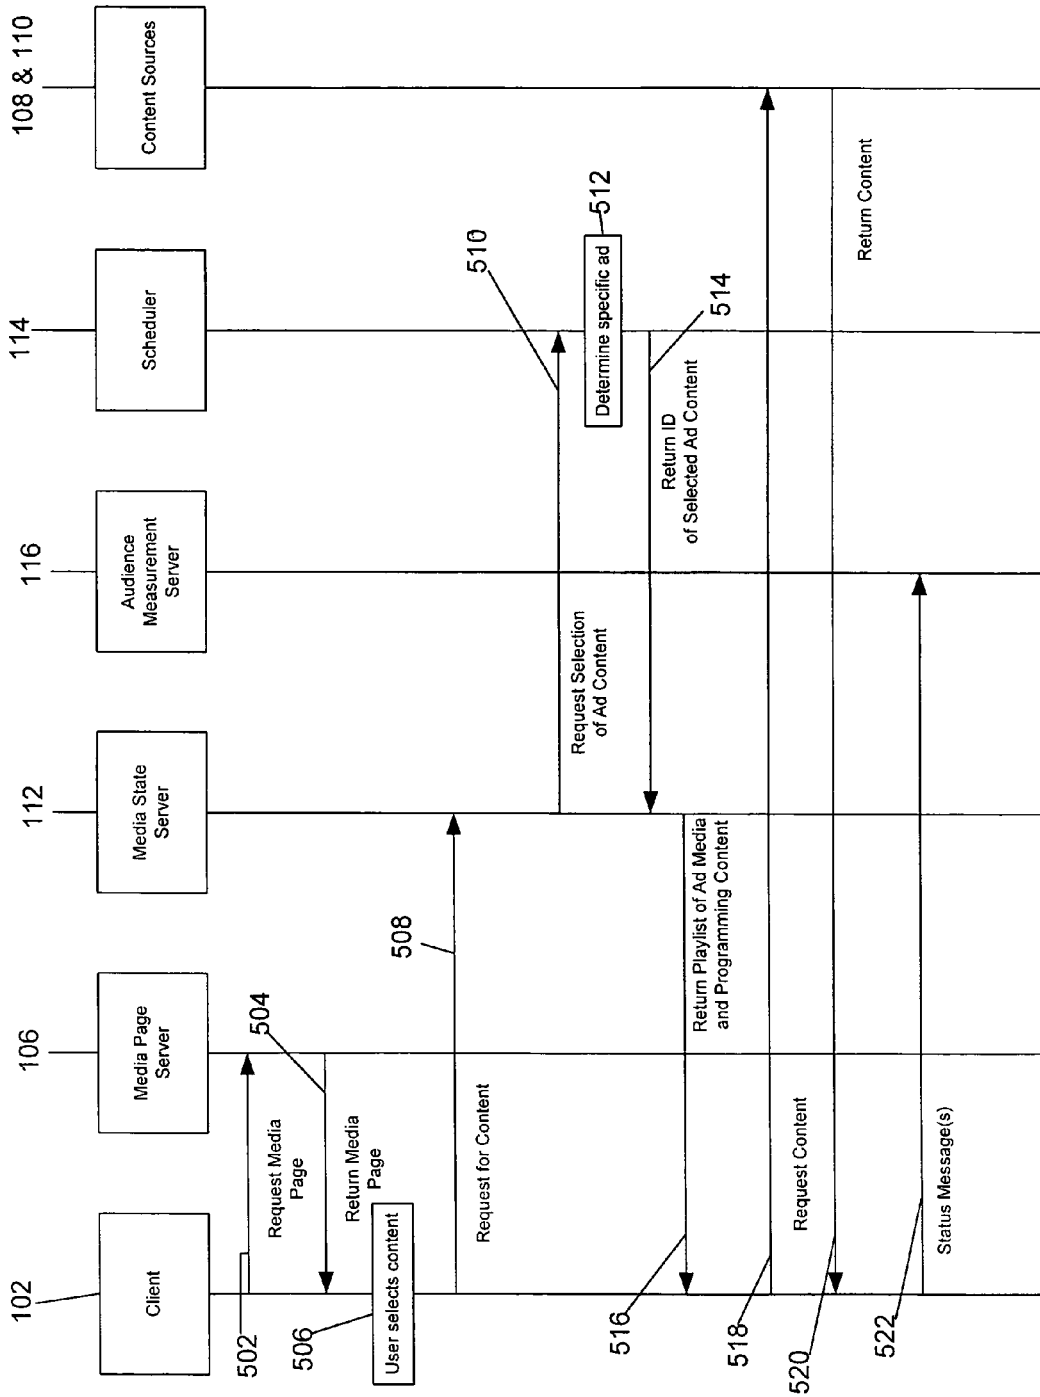 102
106
112
116
114
108 & 110
Client
Media Page
Server
Media State
Server
Audience
Measurement
Server
Scheduler
Content Sources
502
Request Media
Page
504
Return Media
Page
506
User selects content
508
Request for Content
510
Request Selection
of Ad Content
512
Determine specific ad
514
Return ID
of Selected Ad Content
516
Return Playlist of Ad Media
and Programming Content
518
Request Content
520
Return Content
522
Status Message(s)